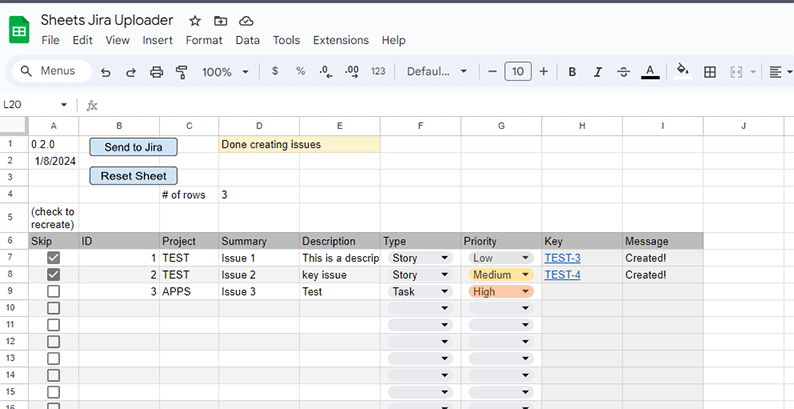 Sheets Jira Uploader
File Edit View Insert Format Data Tools Extensions Help
Menus 100% $ % .0 .00 123 Defaul... 10 B I S A
L20 fx
A B C D E F G H I J
1 0.2.0 Send to Jira Done creating issues
2 1/8/2024
3 Reset Sheet
4 # of rows 3
5 (check to
recreate)
6 Skip ID Project Summary Description Type Priority Key Message
7 1 TEST Issue 1 This is a descrip Story Low TEST-3 Created!
8 2 TEST Issue 2 key issue Story Medium TEST-4 Created!
9 3 APPS Issue 3 Test Task High
10
11
12
13
14
15
16